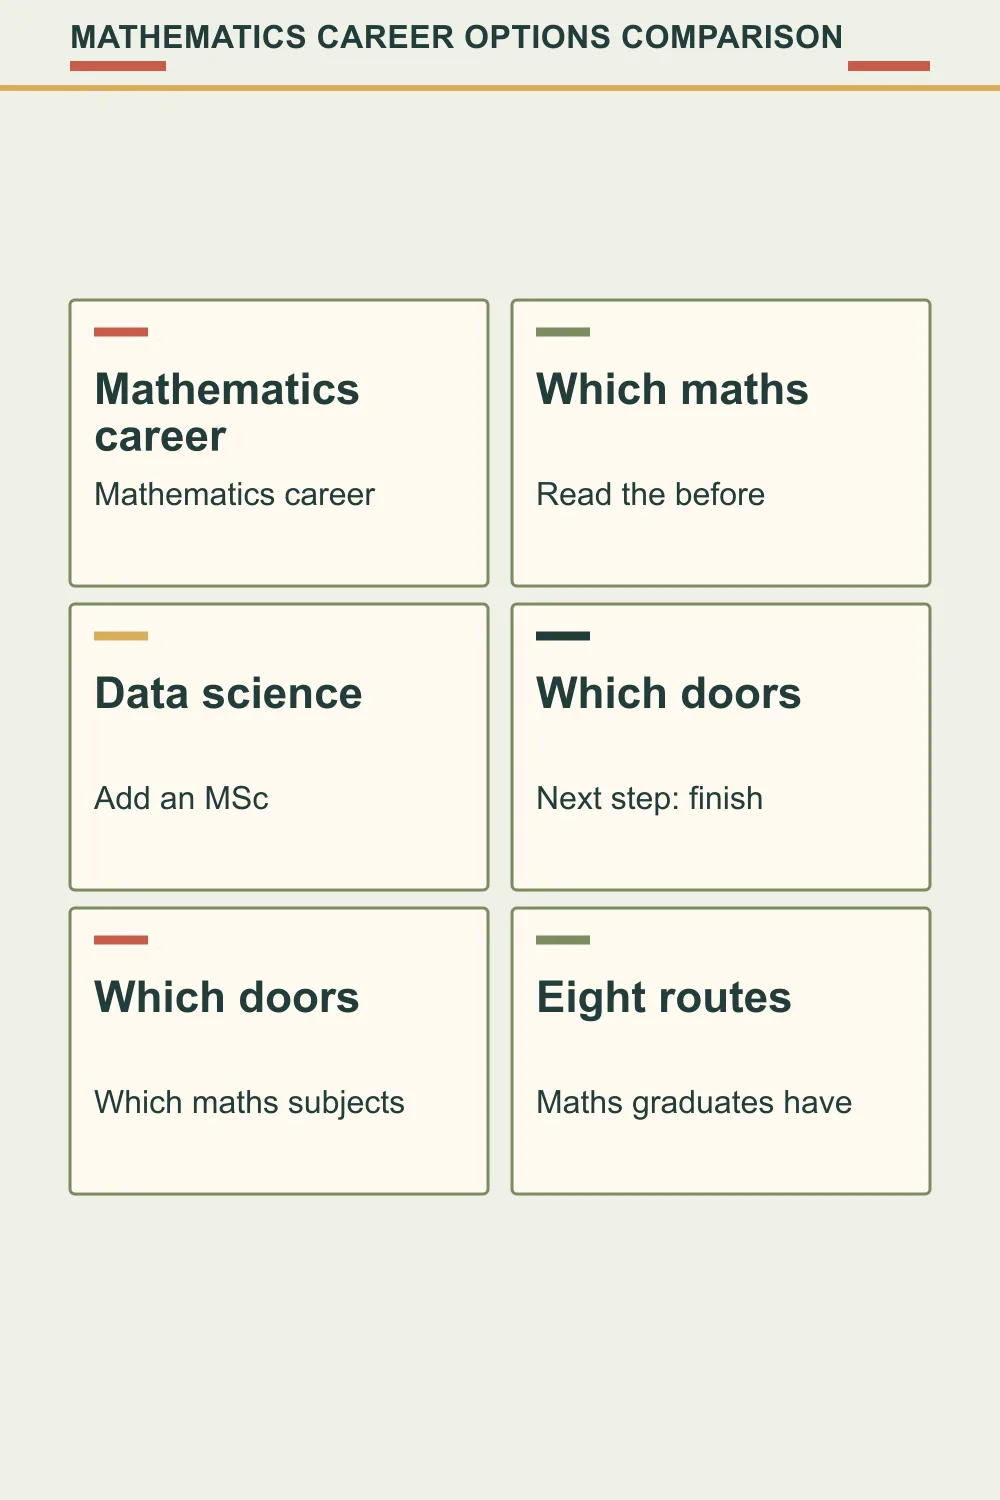 MATHEMATICS CAREER OPTIONS COMPARISON
Mathematics
career
Mathematics career
Which maths
Read the before
Data science
Add an MSc
Which doors
Next step: finish
Which doors
Which maths subjects
Eight routes
Maths graduates have